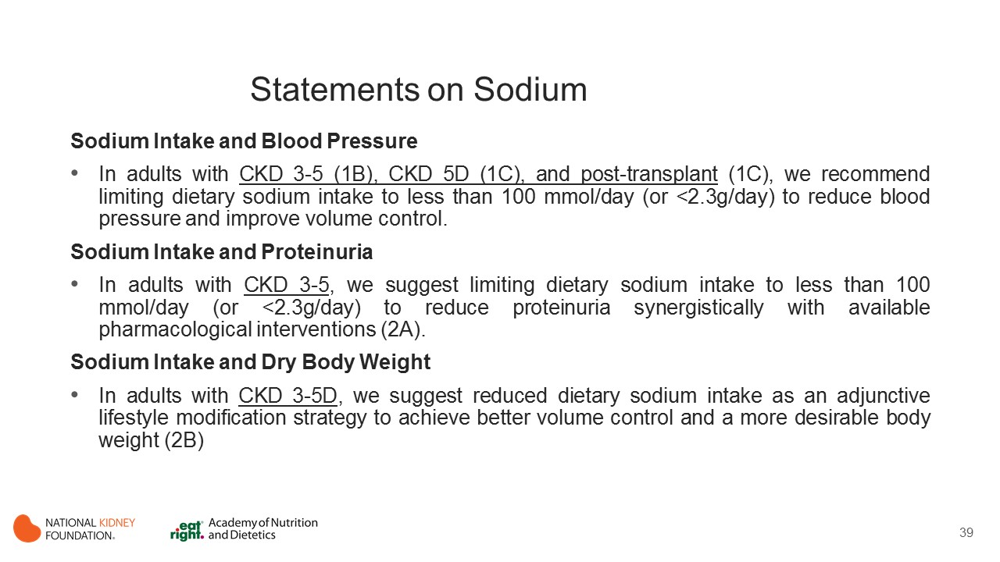 Statements on Sodium
Sodium Intake and Blood Pressure
• In adults with CKD 3-5 (1B), CKD 5D (1C), and post-transplant (1C), we recommend
limiting dietary sodium intake to less than 100 mmol/day (or <2.3g/day) to reduce blood
pressure and improve volume control.
Sodium Intake and Proteinuria
• In adults with CKD 3-5, we suggest limiting dietary sodium intake to less than 100
mmol/day (or <2.3g/day) to reduce proteinuria synergistically with available
pharmacological interventions (2A).
Sodium Intake and Dry Body Weight
• In adults with CKD 3-5D, we suggest reduced dietary sodium intake as an adjunctive
lifestyle modification strategy to achieve better volume control and a more desirable body
weight (2B)
NATIONAL KIDNEY
FOUNDATION®
eat®
right.
Academy of Nutrition
and Dietetics
39